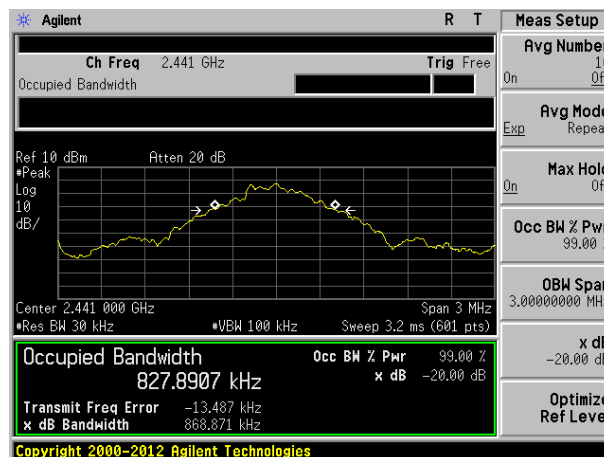 Agilent R T Meas Setup
Avg Number
On
Ch Freq 2.441 GHz Trig Free
Occupied Bandwidth
Avg Mode
Exp Repea
Ref 10 dBm Atten 20 dB
#Peak
Log
10
dB/
Max Hold
On Of
Occ BW % Pwr
99.00
OBW Span
3.00000000 MH
Center 2.441 000 GHz Span 3 MHz
#Res BW 30 kHz #VBW 100 kHz Sweep 3.2 ms (601 pts)
Occupied Bandwidth Occ BW % Pwr 99.00 %
827.8907 kHz x dB -20.00 dB
Transmit Freq Error -13.487 kHz
x dB Bandwidth 868.871 kHz
x dB
-20.00 dB
Optimize
Ref Level
Copyright 2000-2012 Agilent Technologies